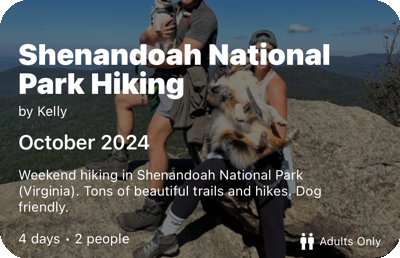 Shenandoah National
Park Hiking
by Kelly
October 2024
Weekend hiking in Shenandoah National Park
(Virginia). Tons of beautiful trails and hikes, Dog
friendly.
4 days • 2 people
Adults Only